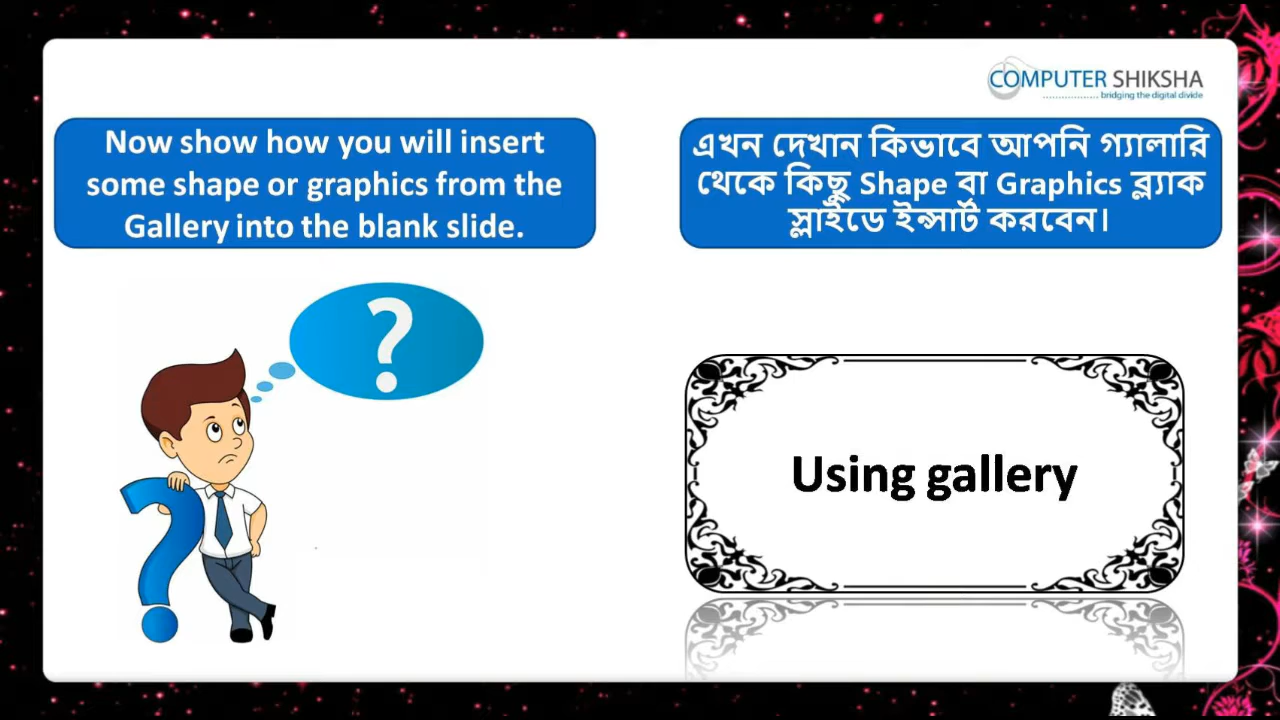 COMPUTER SHIKSHA
bridging the digital divide
Now show how you will insert
some shape or graphics from the
Gallery into the blank slide.
এখন দেখান কিভাবে আপনি গ্যালারি
থেকে কিছু Shape বা Graphics ব্ল্যাক
স্লাইডে ইন্সার্ট করবেন।
?
Using gallery